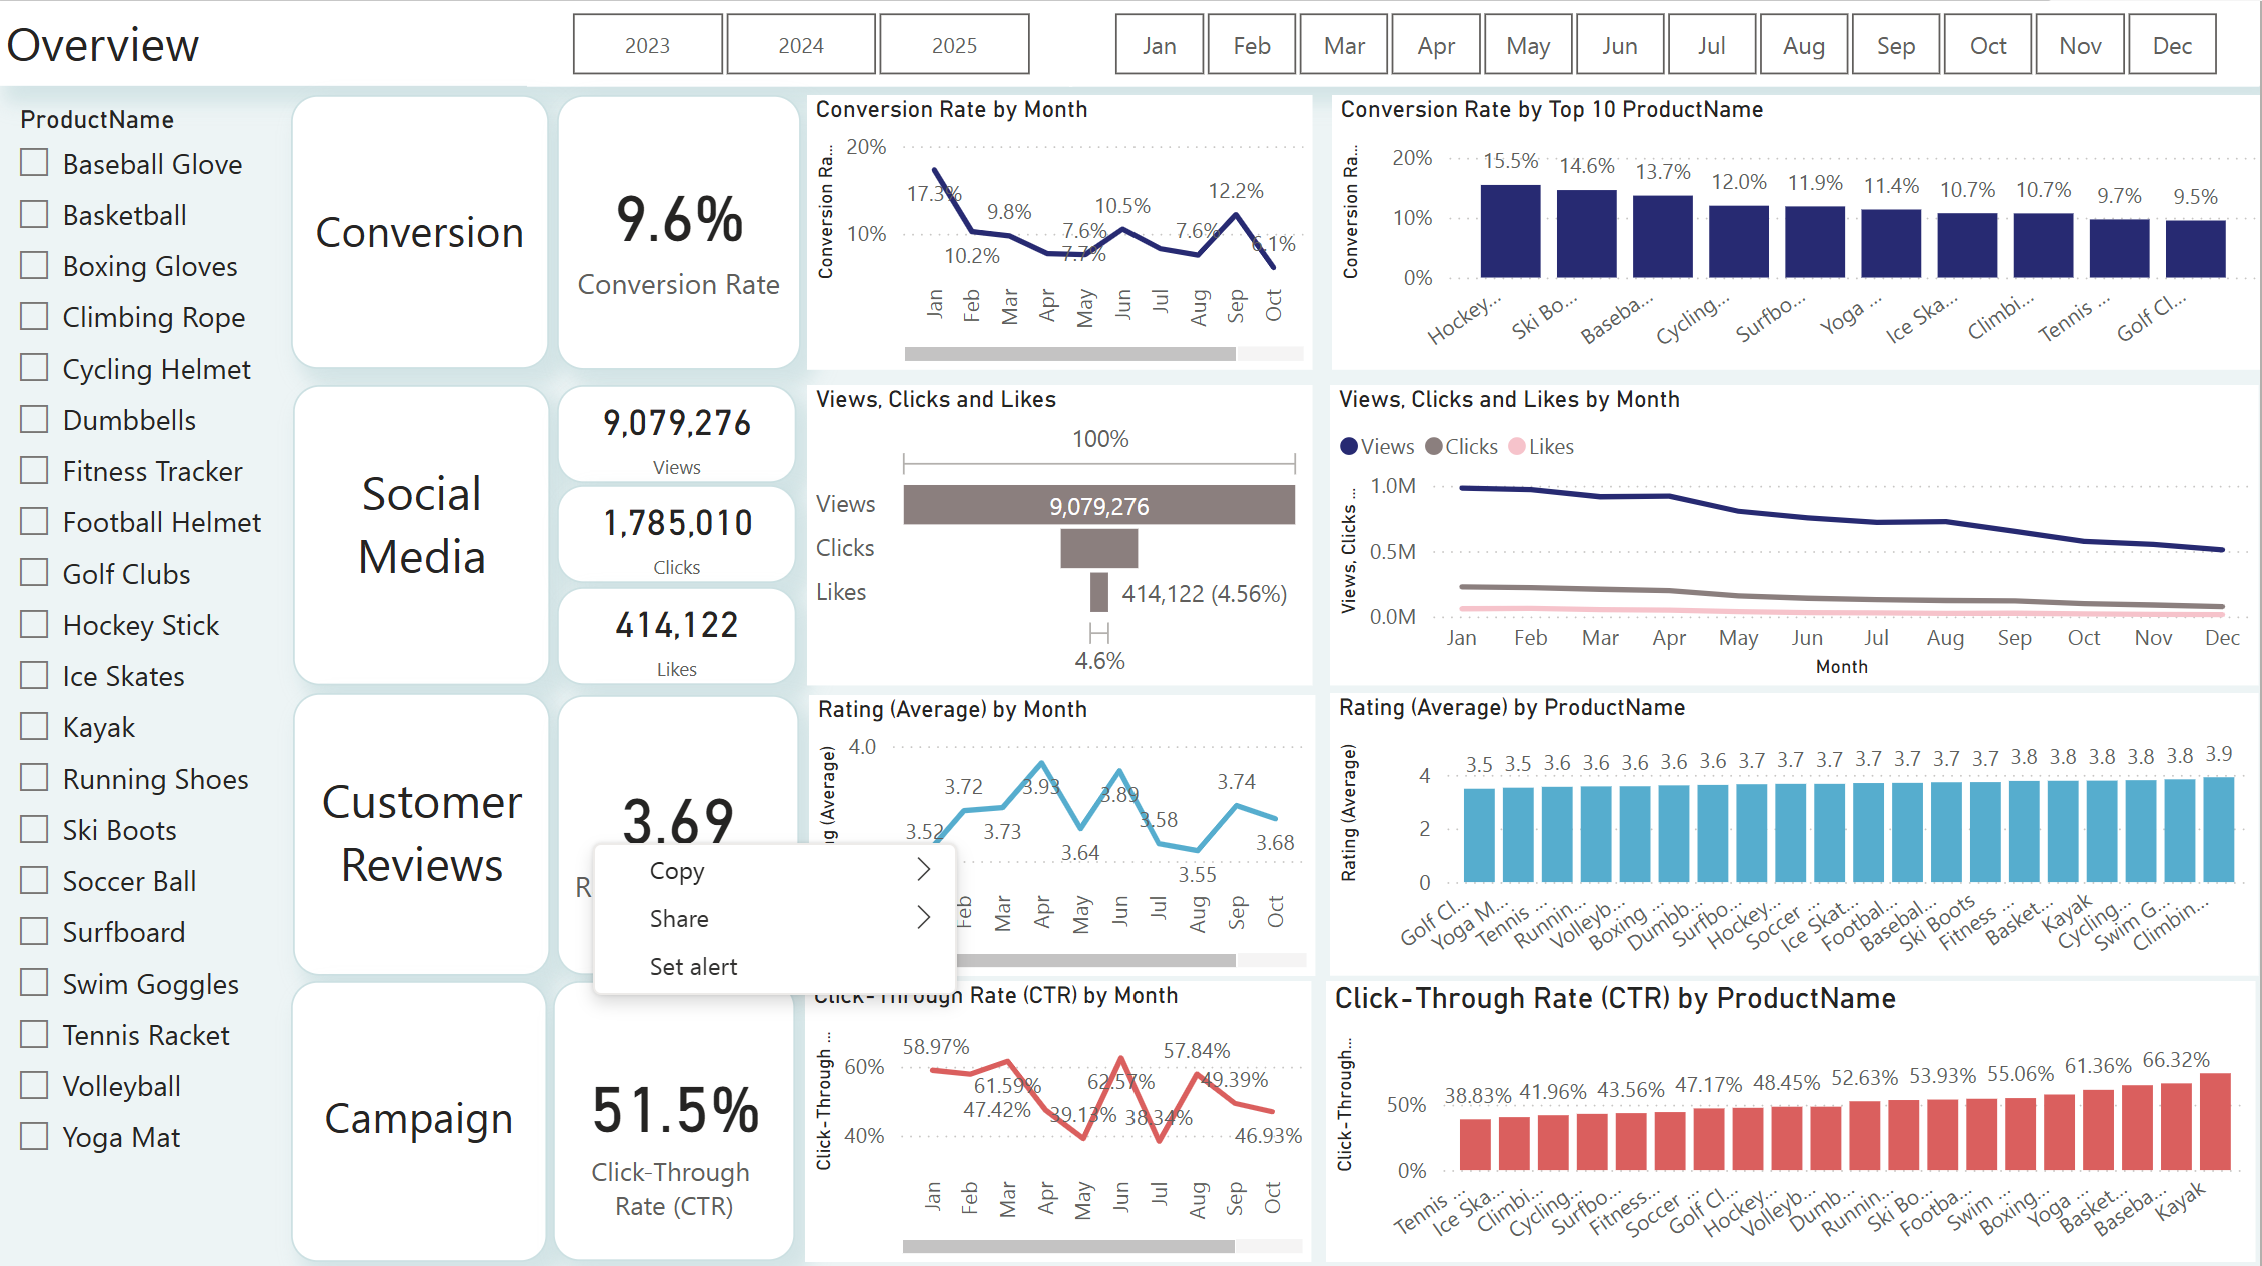 Overview
2023
2024
2025
Jan
Feb
Mar
Apr
May
Jun
Jul
Aug
Sep
Oct
Nov
Dec
ProductName
Baseball Glove
Basketball
Boxing Gloves
Climbing Rope
Cycling Helmet
Dumbbells
Fitness Tracker
Football Helmet
Golf Clubs
Hockey Stick
Ice Skates
Kayak
Running Shoes
Ski Boots
Soccer Ball
Surfboard
Swim Goggles
Tennis Racket
Volleyball
Yoga Mat
Conversion
9.6%
Conversion Rate
Conversion Rate by Month
Conversion Ra...
20%
10%
17.3%
10.2%
9.8%
7.7%
7.6%
10.5%
7.6%
12.2%
6.1%
Jan
Feb
Mar
Apr
May
Jun
Jul
Aug
Sep
Oct
Conversion Rate by Top 10 ProductName
Conversion Ra...
20%
10%
0%
15.5%
14.6%
13.7%
12.0%
11.9%
11.4%
10.7%
10.7%
9.7%
9.5%
Hockey...
Ski Bo...
Baseba...
Cycling...
Surfbo...
Yoga ...
Ice Ska...
Climbi...
Tennis ...
Golf Cl...
Social
Media
9,079,276
Views
1,785,010
Clicks
414,122
Likes
Views, Clicks and Likes
100%
Views
9,079,276
Clicks
Likes
414,122 (4.56%)
4.6%
Views, Clicks and Likes by Month
Views
Clicks
Likes
Views, Clicks ...
1.0M
0.5M
0.0M
Jan
Feb
Mar
Apr
May
Jun
Jul
Aug
Sep
Oct
Nov
Dec
Month
Customer
Reviews
3.69
R
Copy
Share
Set alert
Rating (Average) by Month
(Average)
4.0
3.52
3.72
3.73
3.93
3.64
3.89
3.58
3.55
3.74
3.68
Feb
Mar
Apr
May
Jun
Jul
Aug
Sep
Oct
Rating (Average) by ProductName
Rating (Average)
4
2
0
3.5
3.5
3.6
3.6
3.6
3.6
3.6
3.7
3.7
3.7
3.7
3.7
3.7
3.7
3.8
3.8
3.8
3.8
3.8
3.9
Golf Cl...
Yoga M...
Tennis ...
Runnin...
Volleyb...
Boxing ...
Dumbb...
Surfbo...
Hockey...
Soccer ...
Ice Skat...
Footbal...
Basebal...
Ski Boots
Fitness ...
Basket...
Kayak
Cycling...
Swim G...
Climbin...
Campaign
51.5%
Click-Through
Rate (CTR)
Click-Through Rate (CTR) by Month
Click-Through ...
60%
40%
58.97%
61.59%
47.42%
39.13%
62.57%
38.34%
57.84%
49.39%
46.93%
Jan
Feb
Mar
Apr
May
Jun
Jul
Aug
Sep
Oct
Click-Through Rate (CTR) by ProductName
Click-Through...
50%
0%
38.83%
41.96%
43.56%
47.17%
48.45%
52.63%
53.93%
55.06%
61.36%
66.32%
Tennis ...
Ice Ska...
Climbi...
Cycling...
Surfbo...
Fitness...
Soccer ...
Golf Cl...
Hockey...
Volleyb...
Dumb...
Runnin...
Ski Bo...
Footba...
Swim ...
Boxing...
Yoga ...
Basket...
Baseba...
Kayak